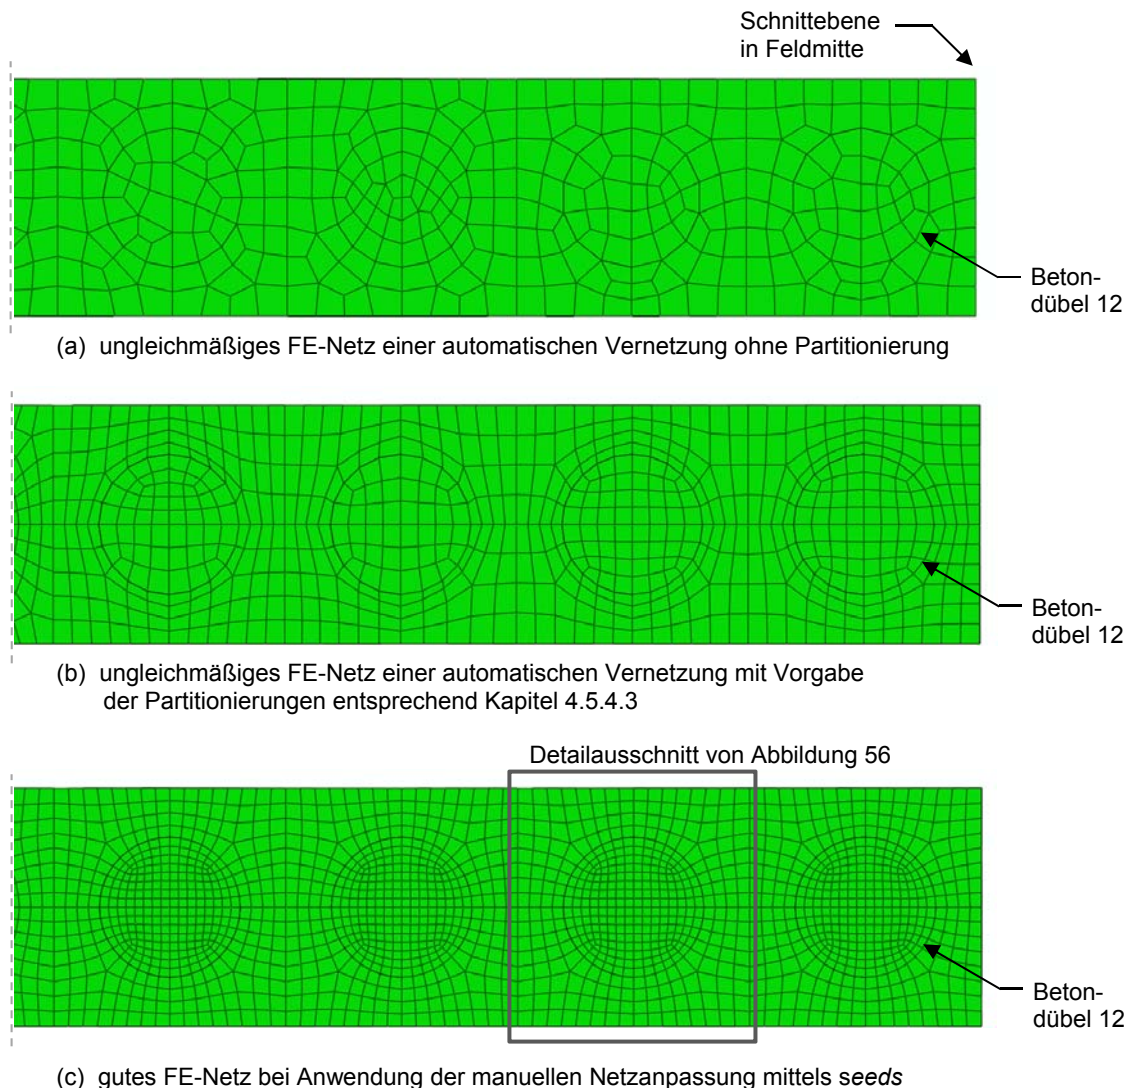 Schnittebene
in Feldmitte
Beton-
dübel 12
(a) ungleichmäßiges FE-Netz einer automatischen Vernetzung ohne Partitionierung
Beton-
dübel 12
(b) ungleichmäßiges FE-Netz einer automatischen Vernetzung mit Vorgabe
der Partitionierungen entsprechend Kapitel 4.5.4.3
Detailausschnitt von Abbildung 56
Beton-
dübel 12
(c) gutes FE-Netz bei Anwendung der manuellen Netzanpassung mittels seeds